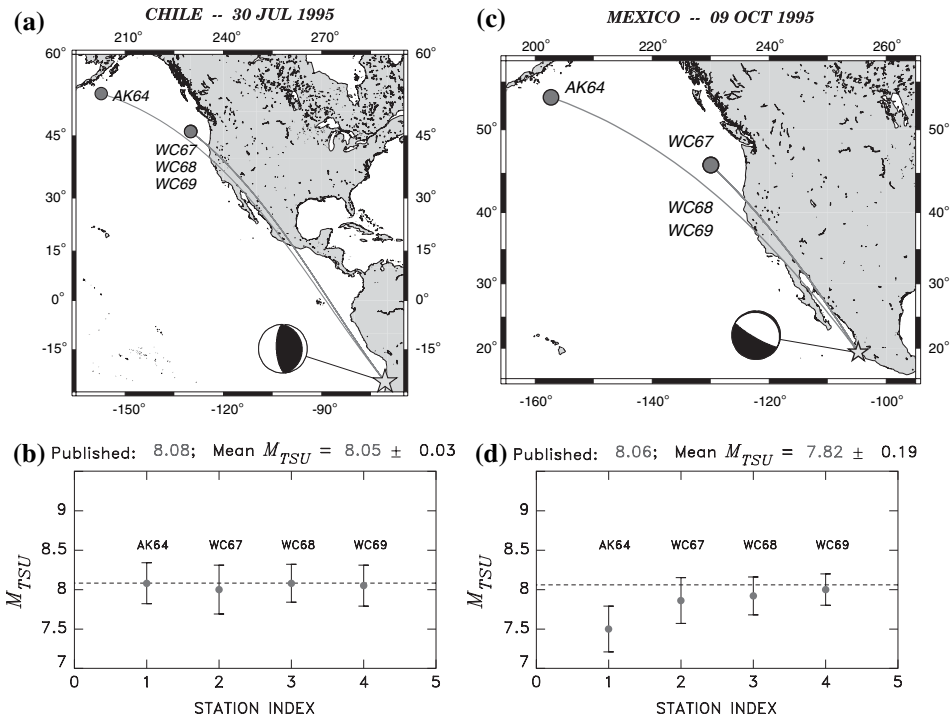 (a)
CHILE -- 30 JUL 1995
210° 240° 270°
60° 60°
AK64
45° 45°
WC67
WC68
WC69
30° 30°
15° 15°
0° 0°
-15° -15°
-150° -120° -90°
(c)
MEXICO -- 09 OCT 1995
200° 220° 240° 260°
AK64
50° 50°
WC67
WC68
WC69
40° 40°
30° 30°
20° 20°
-160° -140° -120° -100°
(b)
Published: 8.08; Mean M_TSU = 8.05 ± 0.03
9
8.5
8
7.5
7
M_TSU
AK64 WC67 WC68 WC69
0 1 2 3 4 5
STATION INDEX
(d)
Published: 8.06; Mean M_TSU = 7.82 ± 0.19
9
8.5
8
7.5
7
M_TSU
AK64 WC67 WC68 WC69
0 1 2 3 4 5
STATION INDEX